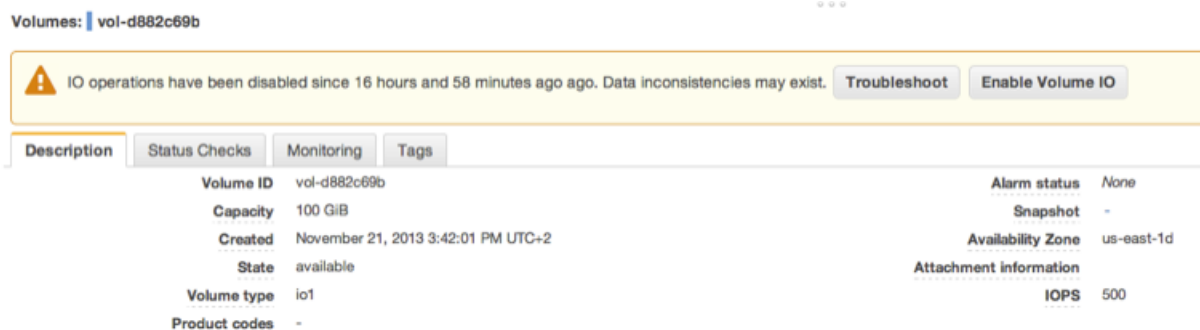 Volumes: vol-d882c69b
IO operations have been disabled since 16 hours and 58 minutes ago ago. Data inconsistencies may exist. Troubleshoot Enable Volume IO
Description Status Checks Monitoring Tags
Volume ID vol-d882c69b Alarm status None
Capacity 100 GiB Snapshot -
Created November 21, 2013 3:42:01 PM UTC+2 Availability Zone us-east-1d
State available Attachment information
Volume type io1 IOPS 500
Product codes -